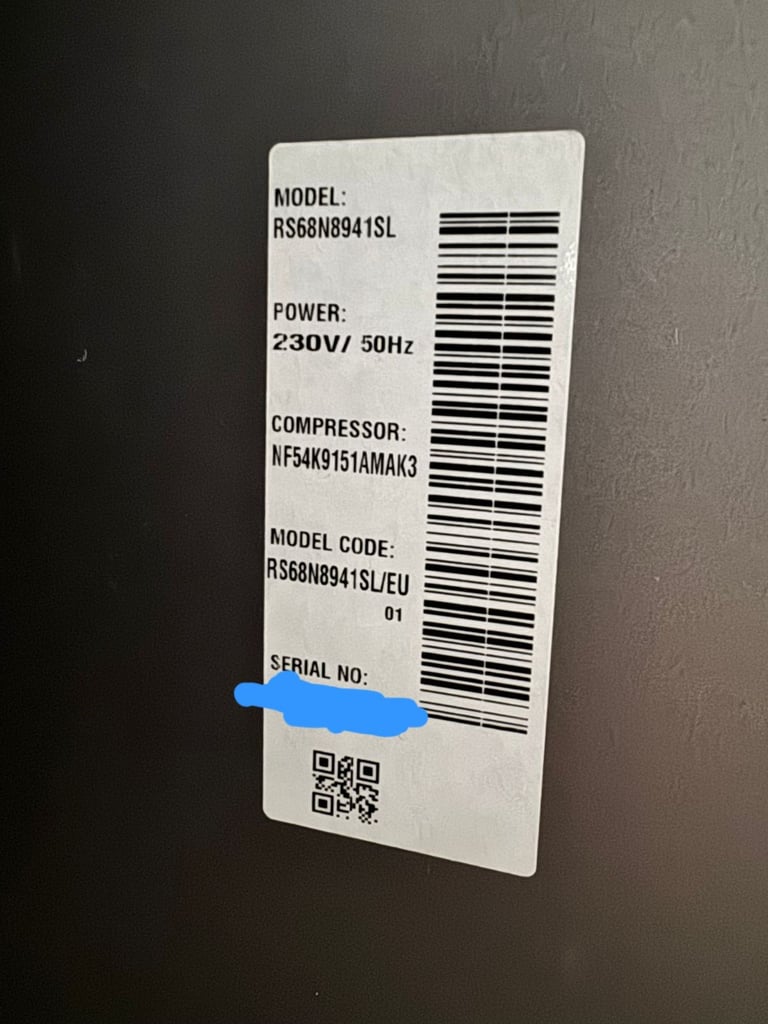 MODEL:
RS68N8941SL
POWER:
230V/ 50Hz
COMPRESSOR:
NF54K9151AMAK3
MODEL CODE:
RS68N8941SL/EU
01
SERIAL NO: